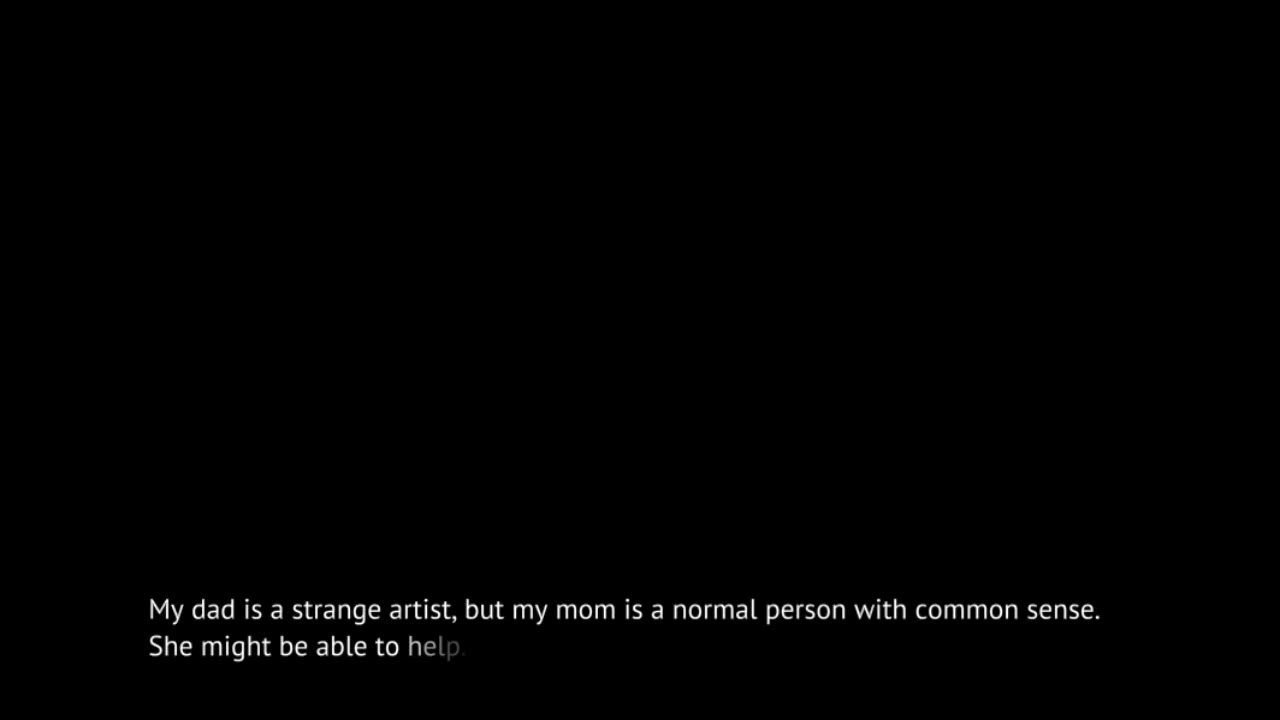 My dad is a strange artist, but my mom is a normal person with common sense.
She might be able to help.